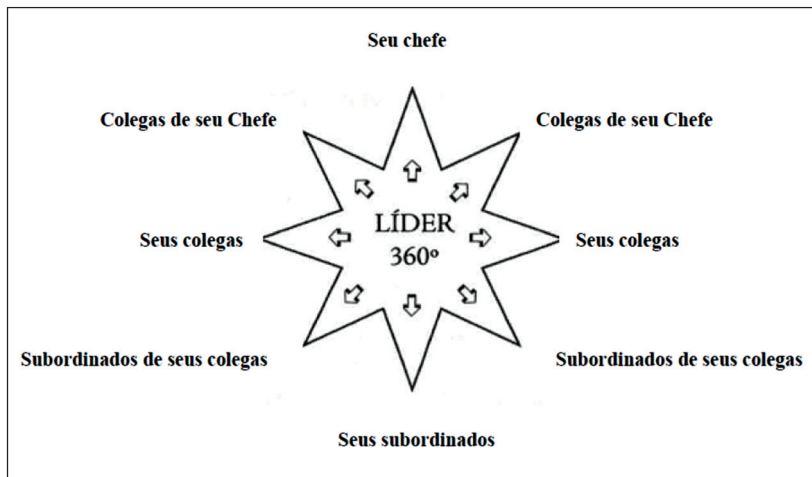 Seu chefe
Colegas de seu Chefe
Colegas de seu Chefe
Seus colegas
LÍDER
360º
Seus colegas
Subordinados de seus colegas
Subordinados de seus colegas
Seus subordinados